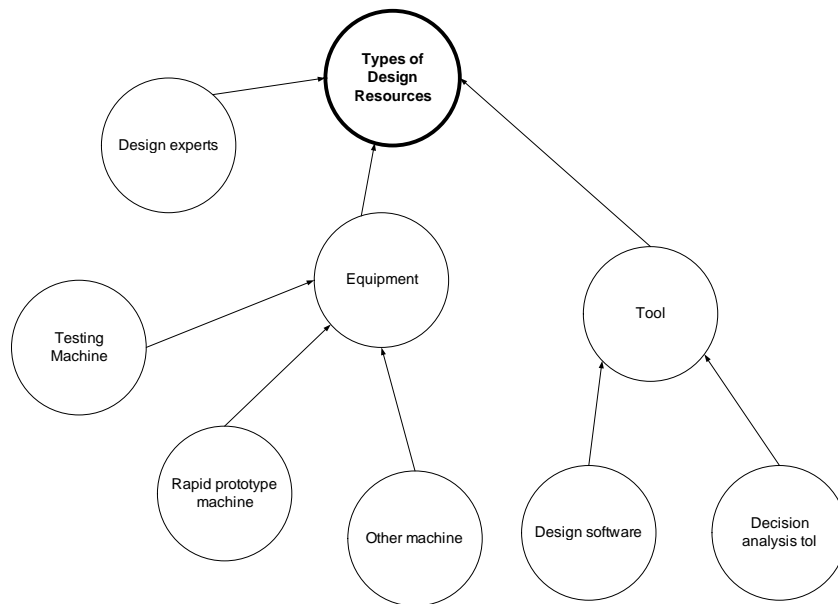 Types of
Design
Resources
Design experts
Equipment
Tool
Testing
Machine
Rapid prototype
machine
Other machine
Design software
Decision
analysis tol